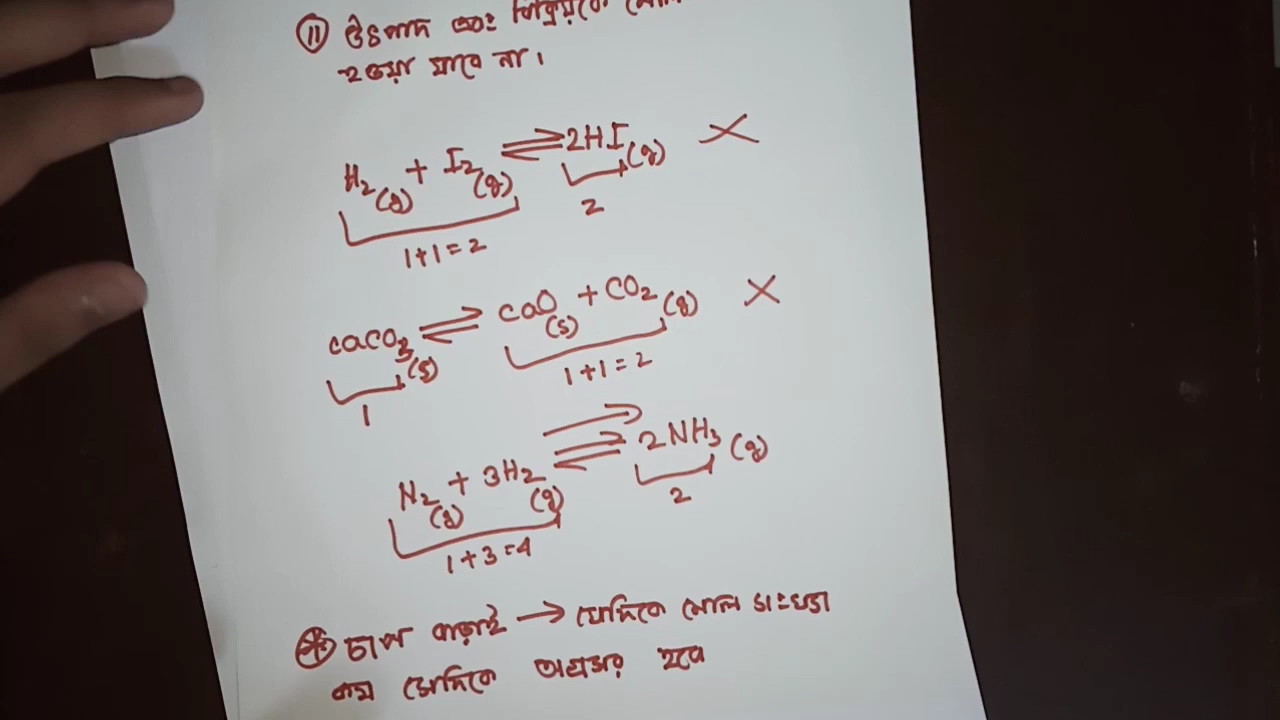 (ii) উৎপাদ এবং বিক্রিয়কে
হওয়া যাবে না।
H₂(g) + I₂(g) ⇌ 2HI(g) ✗
1+1=2 2
CaCO₃(s) ⇌ CaO(s) + CO₂(g) ✗
1 1+1=2
N₂(g) + 3H₂(g) ⇌ 2NH₃(g)
1+3=4 2
চাপ বাড়াই → যেদিকে মোল সংখ্যা
কম সেদিকে অগ্রসর হবে